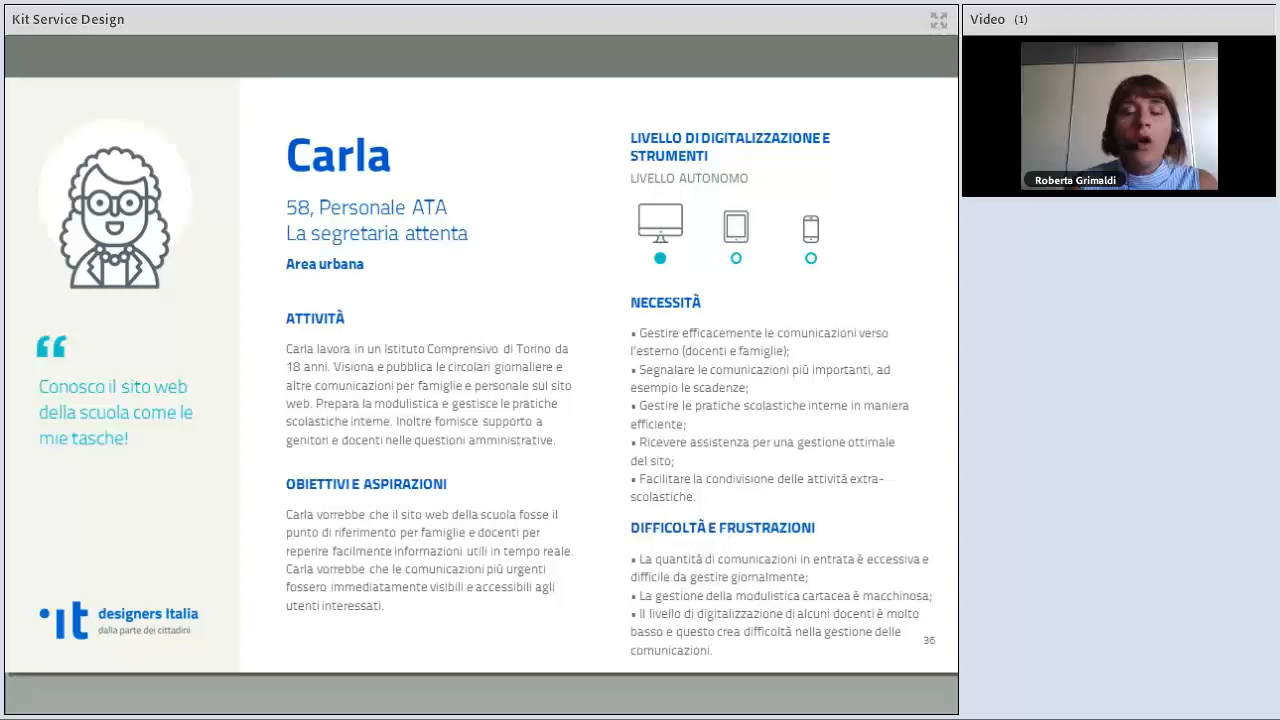 Kit Service Design
Video (1)
Roberta Grimaldi
“
Conosco il sito web
della scuola come le
mie tasche!
designers Italia
dalla parte dei cittadini
Carla
58, Personale ATA
La segretaria attenta
Area urbana
ATTIVITÀ
Carla lavora in un Istituto Comprensivo di Torino da
18 anni. Visiona e pubblica le circolari giornaliere e
altre comunicazioni per famiglie e personale sul sito
web. Prepara la modulistica e gestisce le pratiche
scolastiche interne. Inoltre fornisce supporto a
genitori e docenti nelle questioni amministrative.
OBIETTIVI E ASPIRAZIONI
Carla vorrebbe che il sito web della scuola fosse il
punto di riferimento per famiglie e docenti per
reperire facilmente informazioni utili in tempo reale.
Carla vorrebbe che le comunicazioni più urgenti
fossero immediatamente visibili e accessibili agli
utenti interessati.
LIVELLO DI DIGITALIZZAZIONE E
STRUMENTI
LIVELLO AUTONOMO
NECESSITÀ
▪ Gestire efficacemente le comunicazioni verso
l'esterno (docenti e famiglie);
▪ Segnalare le comunicazioni più importanti, ad
esempio le scadenze;
▪ Gestire le pratiche scolastiche interne in maniera
efficiente;
▪ Ricevere assistenza per una gestione ottimale
del sito;
▪ Facilitare la condivisione delle attività extra-
scolastiche.
DIFFICOLTÀ E FRUSTRAZIONI
▪ La quantità di comunicazioni in entrata è eccessiva e
difficile da gestire giornalmente;
▪ La gestione della modulistica cartacea è macchinosa;
▪ Il livello di digitalizzazione di alcuni docenti è molto
basso e questo crea difficoltà nella gestione delle
comunicazioni.
36